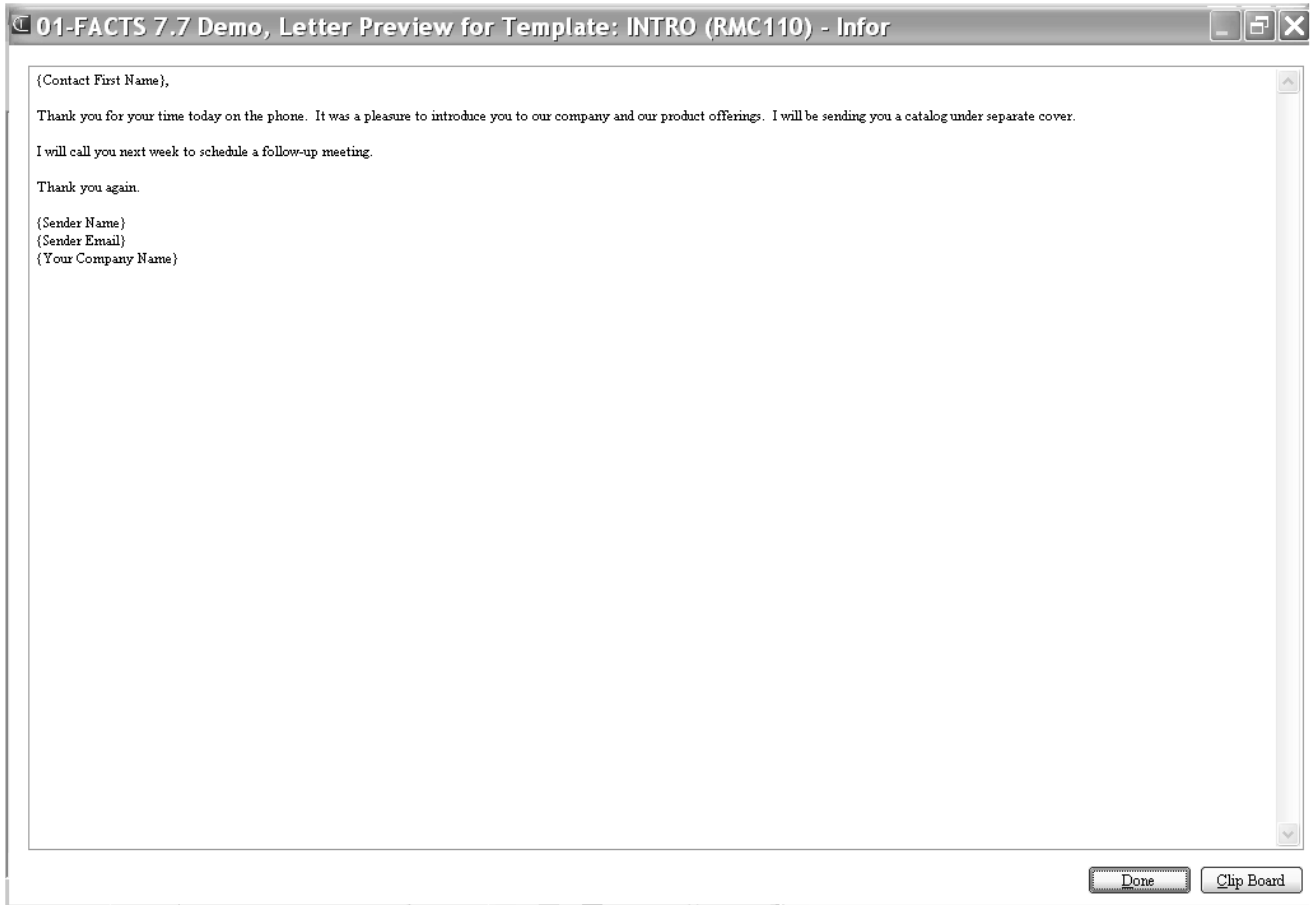 01-FACTS 7.7 Demo, Letter Preview for Template: INTRO (RMC110) - Infor
{Contact First Name},
Thank you for your time today on the phone.  It was a pleasure to introduce you to our company and our product offerings.  I will be sending you a catalog under separate cover.
I will call you next week to schedule a follow-up meeting.
Thank you again.
{Sender Name}
{Sender Email}
{Your Company Name}
Done
Clip Board